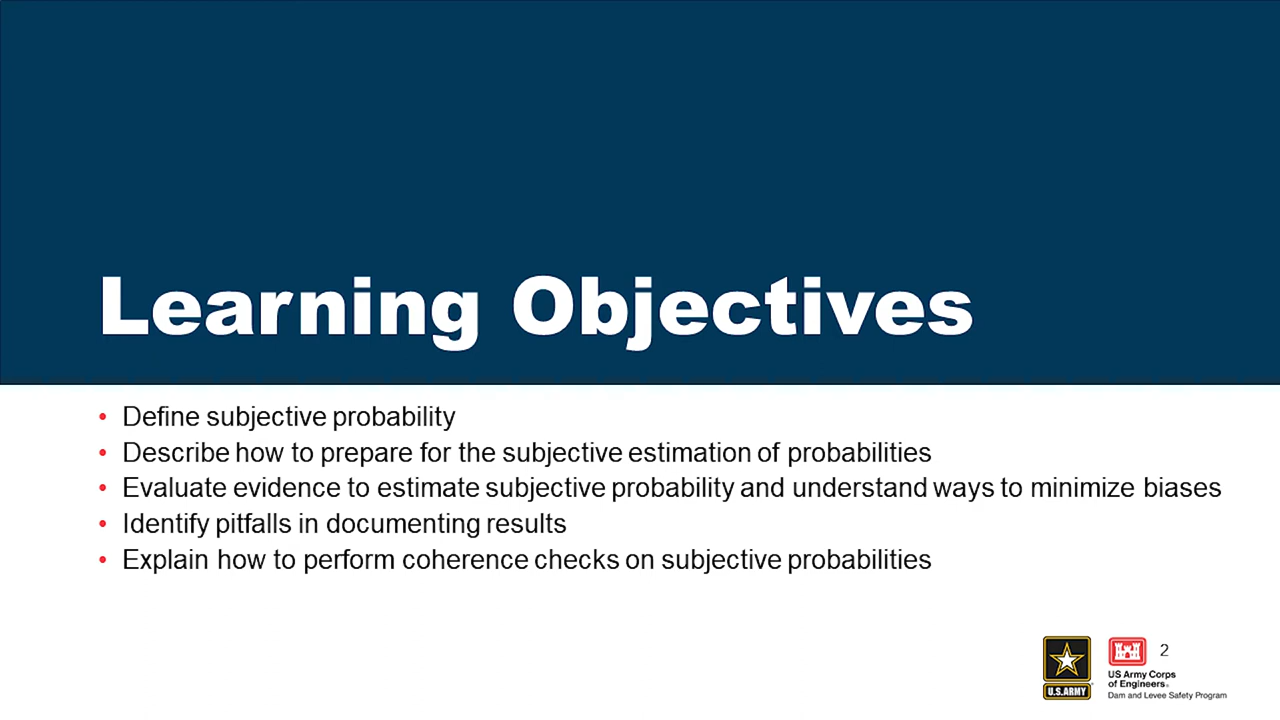 Learning Objectives
• Define subjective probability
• Describe how to prepare for the subjective estimation of probabilities
• Evaluate evidence to estimate subjective probability and understand ways to minimize biases
• Identify pitfalls in documenting results
• Explain how to perform coherence checks on subjective probabilities
2
U.S.ARMY
US Army Corps
of Engineers®
Dam and Levee Safety Program